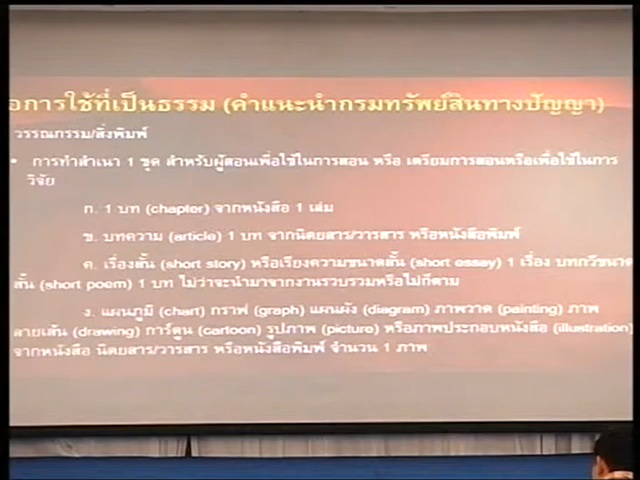 อการใช้ที่เป็นธรรม (คำแนะนำกรมทรัพย์สินทางปัญญา)
วรรณกรรม/สิ่งพิมพ์
• การทำสำเนา 1 ชุด สำหรับผู้สอนเพื่อใช้ในการสอน หรือ เตรียมการสอนหรือเพื่อใช้ในการ
วิจัย
ก. 1 บท (chapter) จากหนังสือ 1 เล่ม
ข. บทความ (article) 1 บท จากนิตยสาร/วารสาร หรือหนังสือพิมพ์
ค. เรื่องสั้น (short story) หรือเรียงความขนาดสั้น (short essay) 1 เรื่อง บทกวีขนาด
สั้น (short poem) 1 บท ไม่ว่าจะนำมาจากงานรวบรวมหรือไม่ก็ตาม
ง. แผนภูมิ (chart) กราฟ (graph) แผนผัง (diagram) ภาพวาด (painting) ภาพ
ลายเส้น (drawing) การ์ตูน (cartoon) รูปภาพ (picture) หรือภาพประกอบหนังสือ (illustration)
จากหนังสือ นิตยสาร/วารสาร หรือหนังสือพิมพ์ จำนวน 1 ภาพ